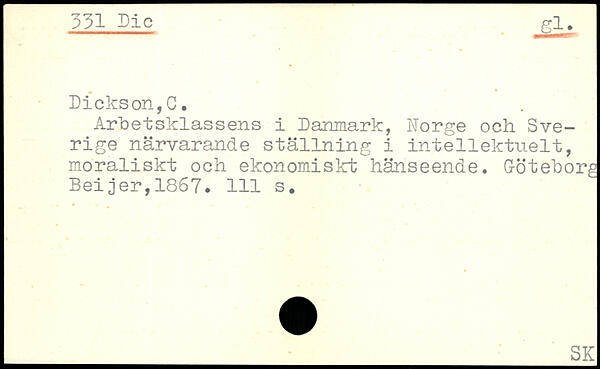 331 Dic gl.
Dickson,C.
Arbetsklassens i Danmark, Norge och Sve-
rige närvarande ställning i intellektuelt,
moraliskt och ekonomiskt hänseende. Göteborg
Beijer,1867. 111 s.
SK